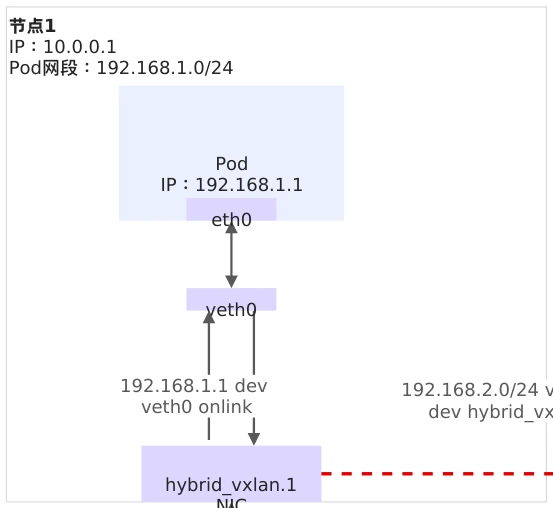 节点1
IP：10.0.0.1
Pod网段：192.168.1.0/24
Pod
IP：192.168.1.1
eth0
veth0
192.168.1.1 dev
veth0 onlink
192.168.2.0/24 v
dev hybrid_vx
hybrid_vxlan.1
NIC